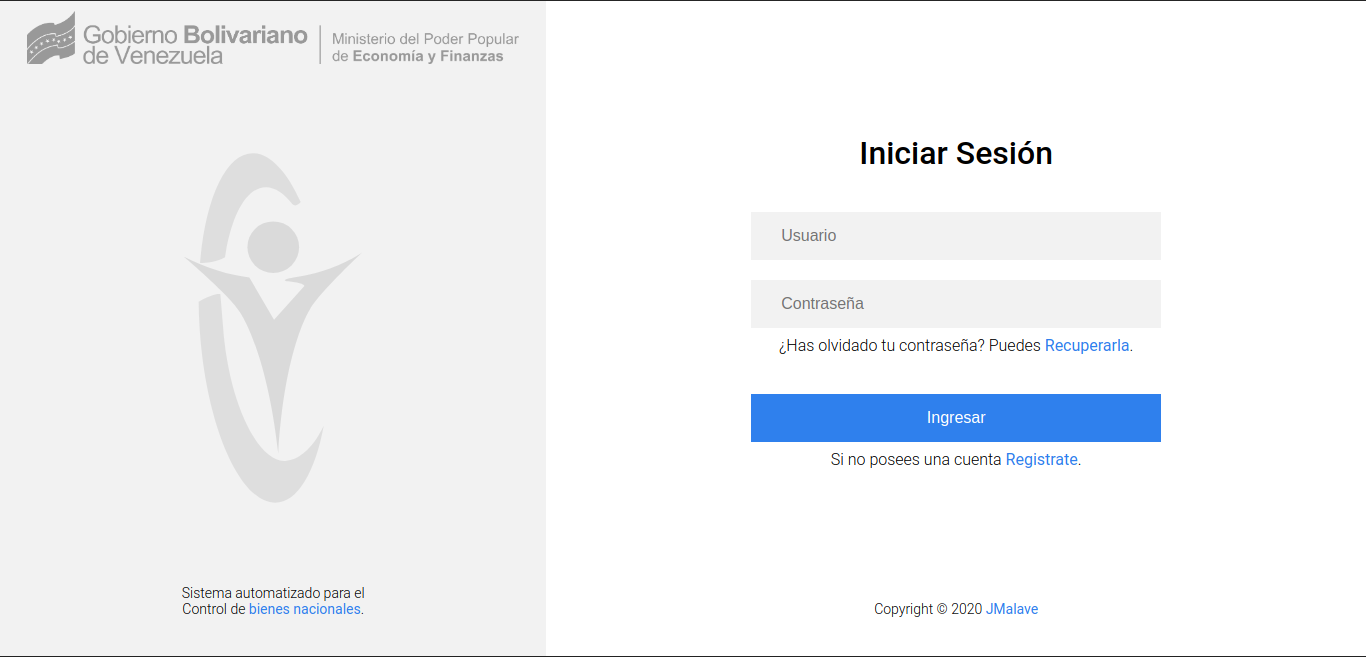 Gobierno Bolivariano
de Venezuela
Ministerio del Poder Popular
de Economía y Finanzas
Sistema automatizado para el
Control de bienes nacionales.
Iniciar Sesión
Usuario
Contraseña
¿Has olvidado tu contraseña? Puedes Recuperarla.
Ingresar
Si no posees una cuenta Registrate.
Copyright © 2020 JMalave